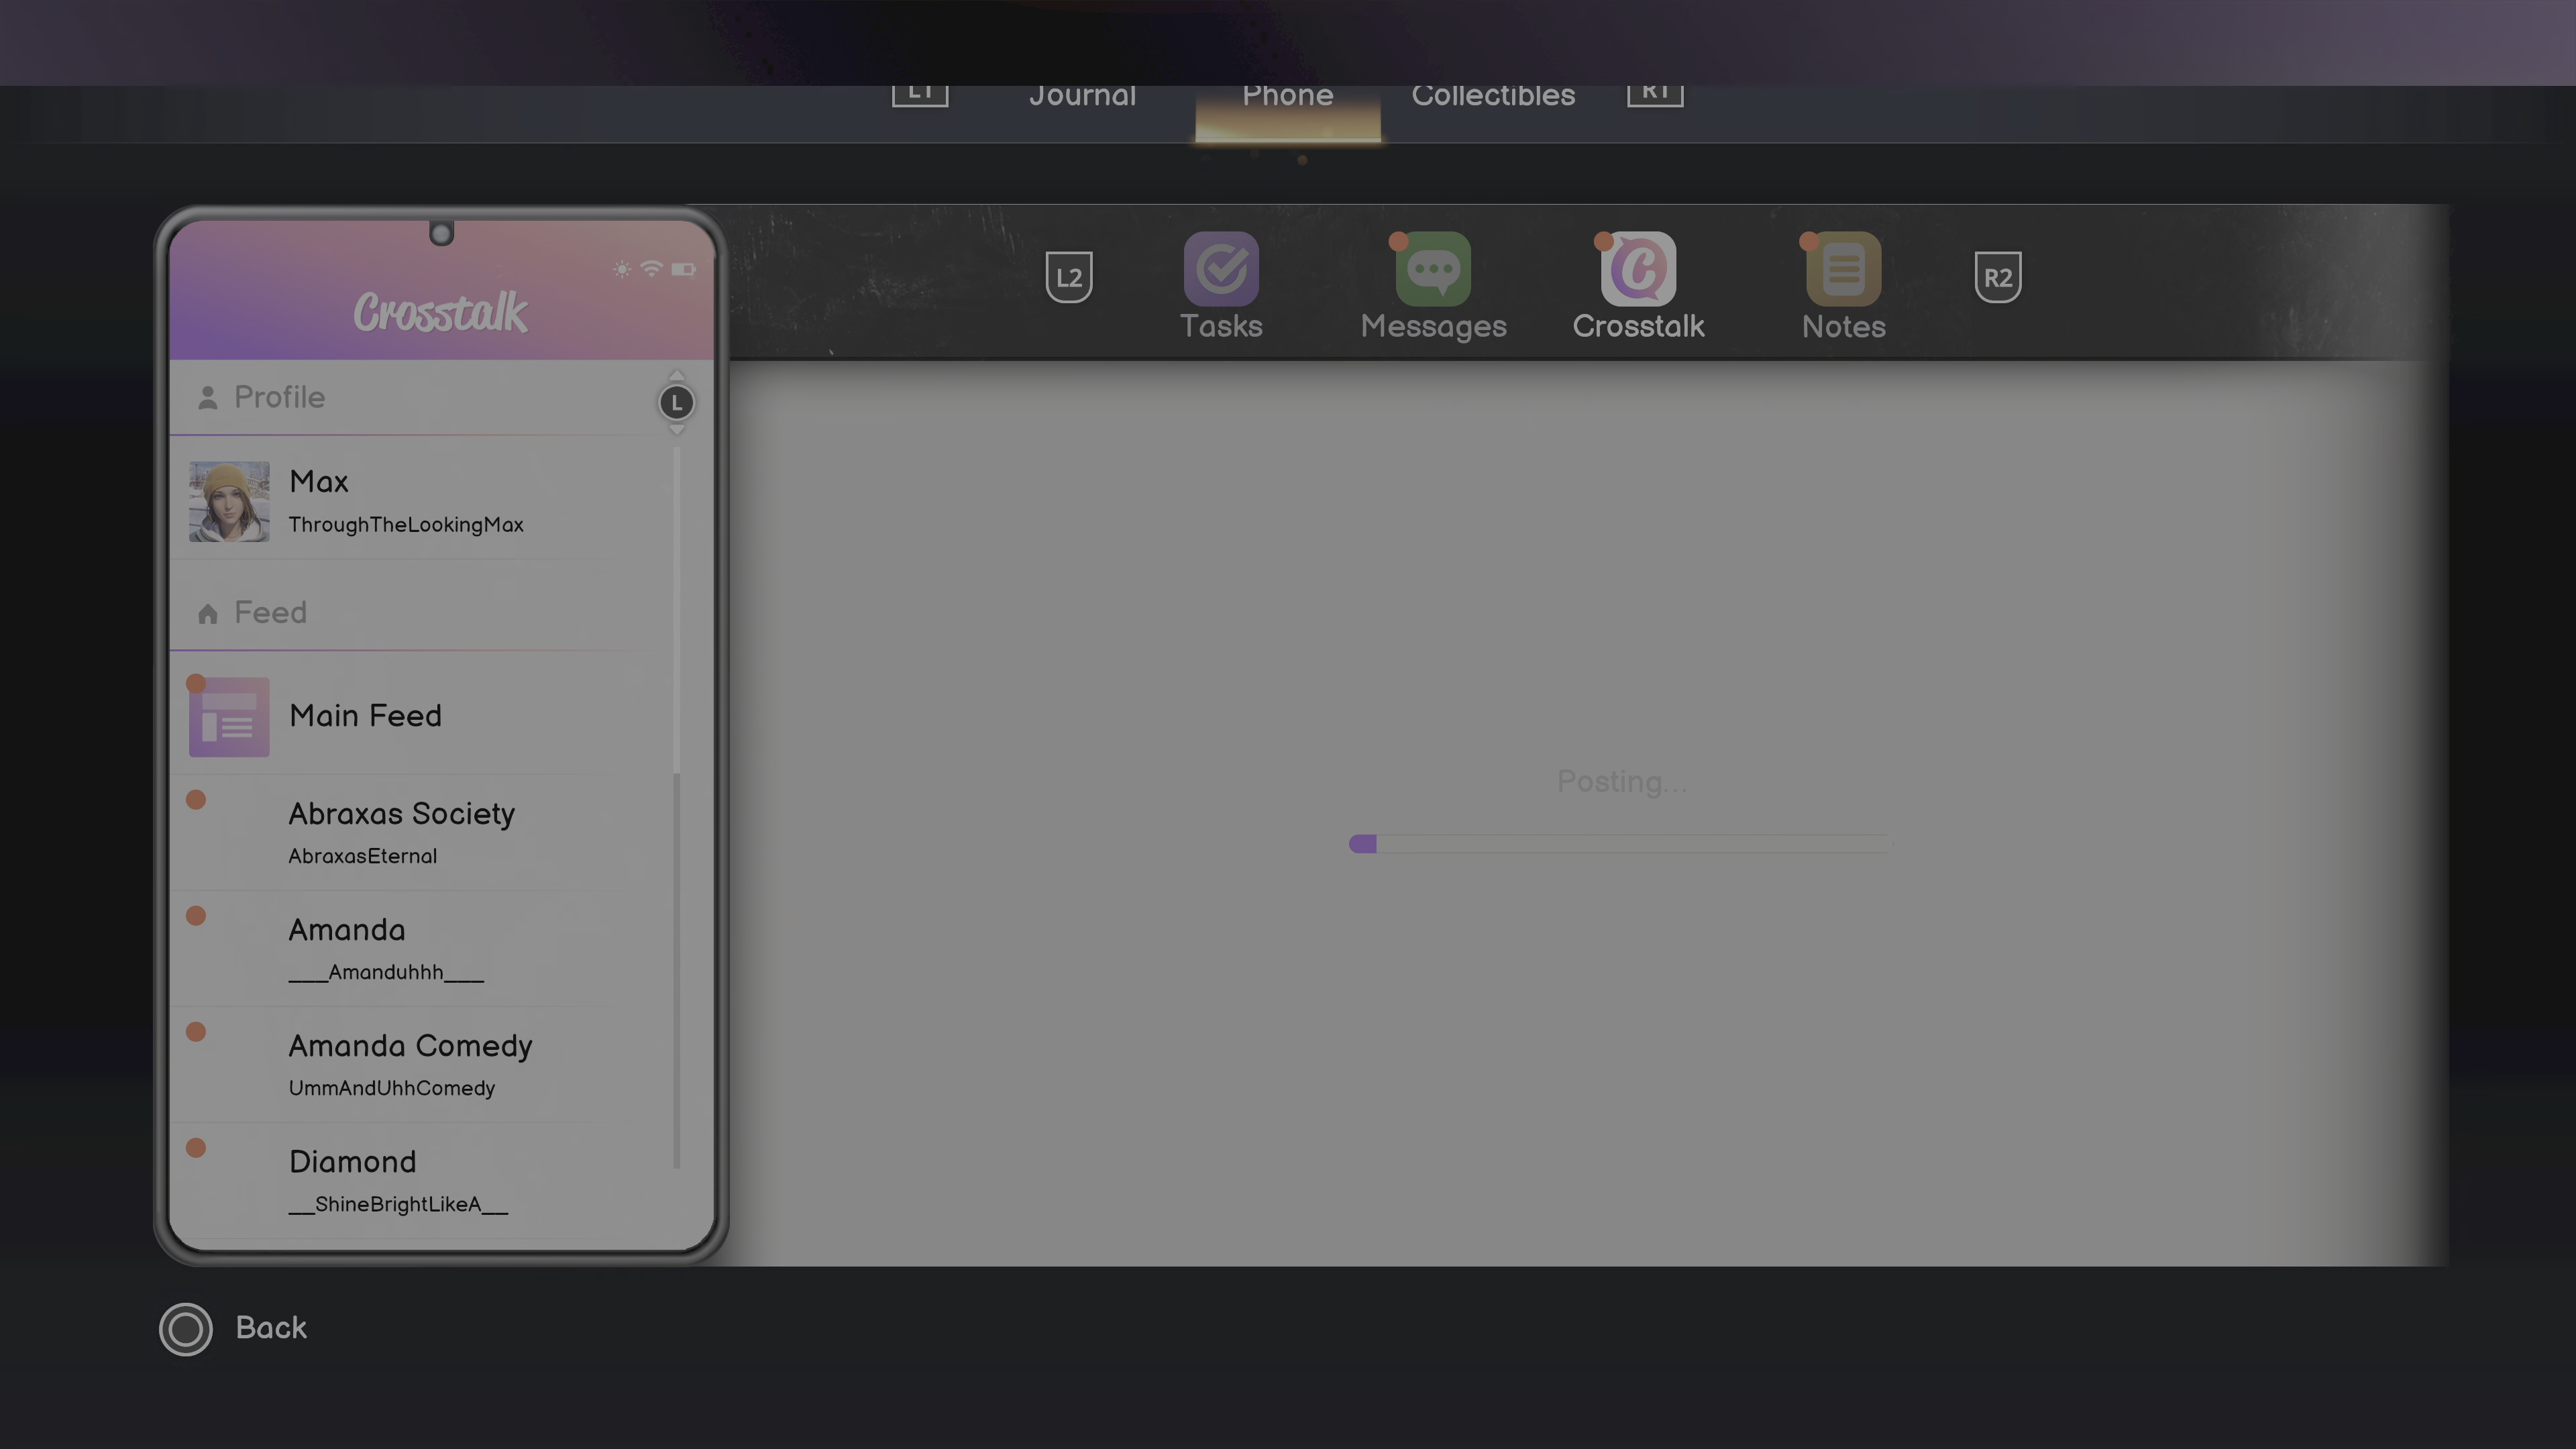 L1 Journal Phone Collectibles R1
L2 Tasks Messages Crosstalk Notes R2
Crosstalk
Profile
L
Max
ThroughTheLookingMax
Feed
Main Feed
Abraxas Society
AbraxasEternal
Amanda
___Amanduhhh___
Amanda Comedy
UmmAndUhhComedy
Diamond
__ShineBrightLikeA__
Posting...
Back